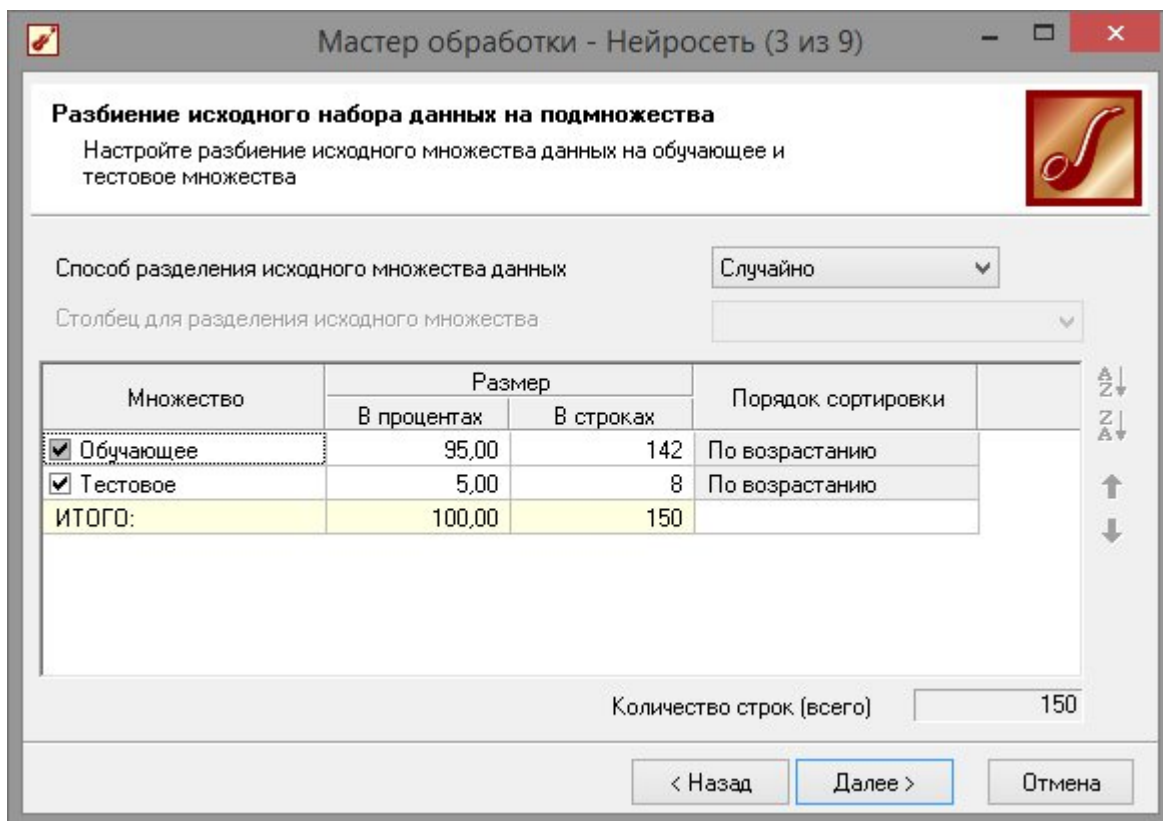 Мастер обработки - Нейросеть (3 из 9)
Разбиение исходного набора данных на подмножества
Настройте разбиение исходного множества данных на обучающее и
тестовое множества
Способ разделения исходного множества данных Случайно
Столбец для разделения исходного множества
Множество Размер Порядок сортировки
В процентах В строках
Обучающее 95,00 142 По возрастанию
Тестовое 5,00 8 По возрастанию
ИТОГО: 100,00 150
Количество строк (всего) 150
< Назад Далее > Отмена